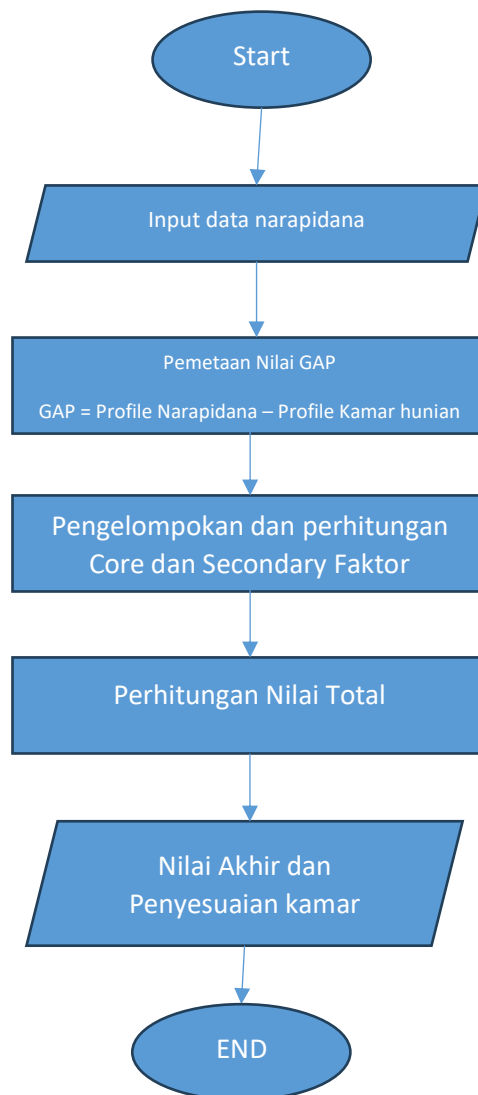 Start
Input data narapidana
Pemetaan Nilai GAP
GAP = Profile Narapidana – Profile Kamar hunian
Pengelompokan dan perhitungan
Core dan Secondary Faktor
Perhitungan Nilai Total
Nilai Akhir dan
Penyesuaian kamar
END